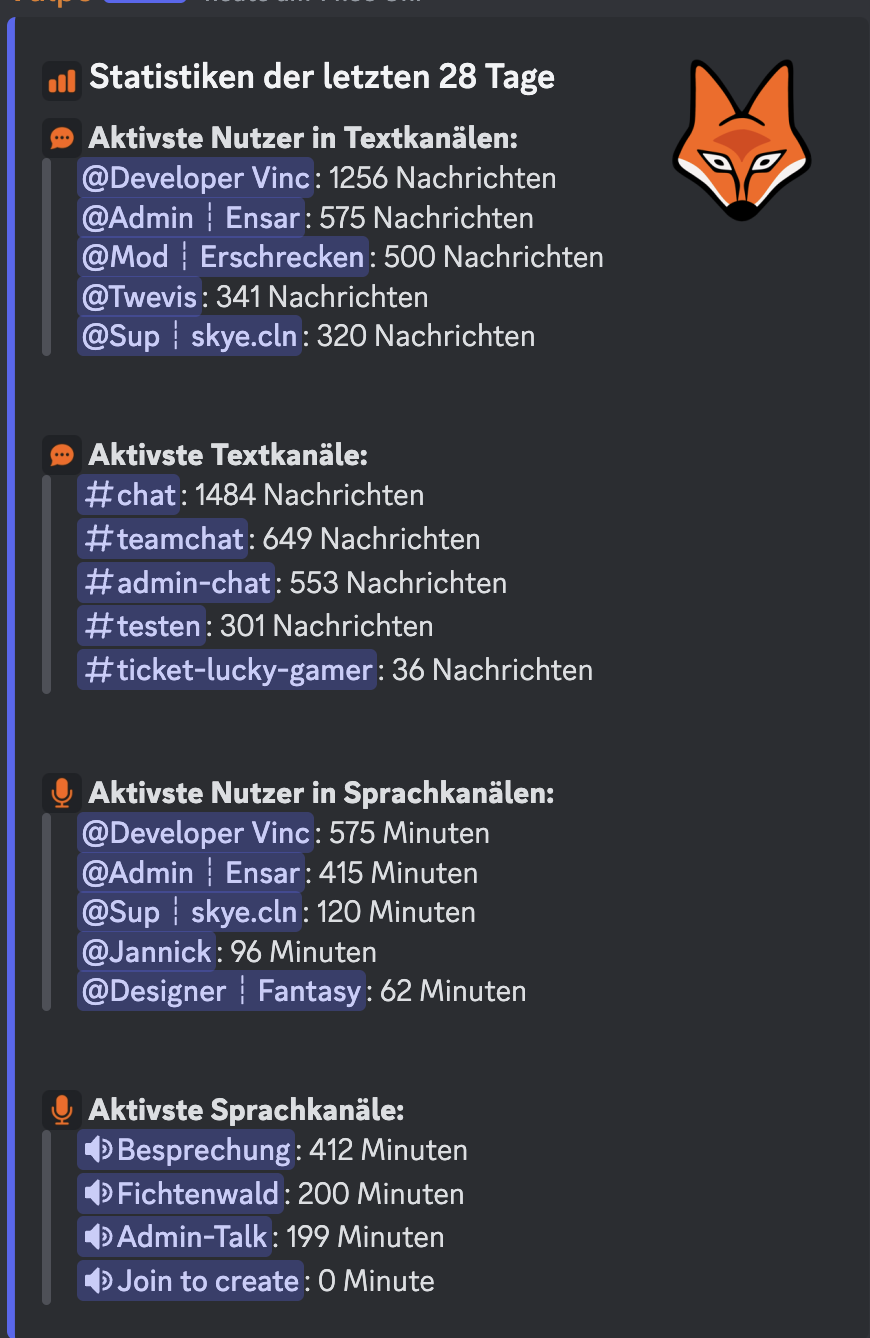 Statistiken der letzten 28 Tage
Aktivste Nutzer in Textkanälen:
@Developer Vinc: 1256 Nachrichten
@Admin ┆ Ensar: 575 Nachrichten
@Mod ┆ Erschrecken: 500 Nachrichten
@Twevis: 341 Nachrichten
@Sup ┆ skye.cln: 320 Nachrichten
Aktivste Textkanäle:
#chat: 1484 Nachrichten
#teamchat: 649 Nachrichten
#admin-chat: 553 Nachrichten
#testen: 301 Nachrichten
#ticket-lucky-gamer: 36 Nachrichten
Aktivste Nutzer in Sprachkanälen:
@Developer Vinc: 575 Minuten
@Admin ┆ Ensar: 415 Minuten
@Sup ┆ skye.cln: 120 Minuten
@Jannick: 96 Minuten
@Designer ┆ Fantasy: 62 Minuten
Aktivste Sprachkanäle:
Besprechung: 412 Minuten
Fichtenwald: 200 Minuten
Admin-Talk: 199 Minuten
Join to create: 0 Minute